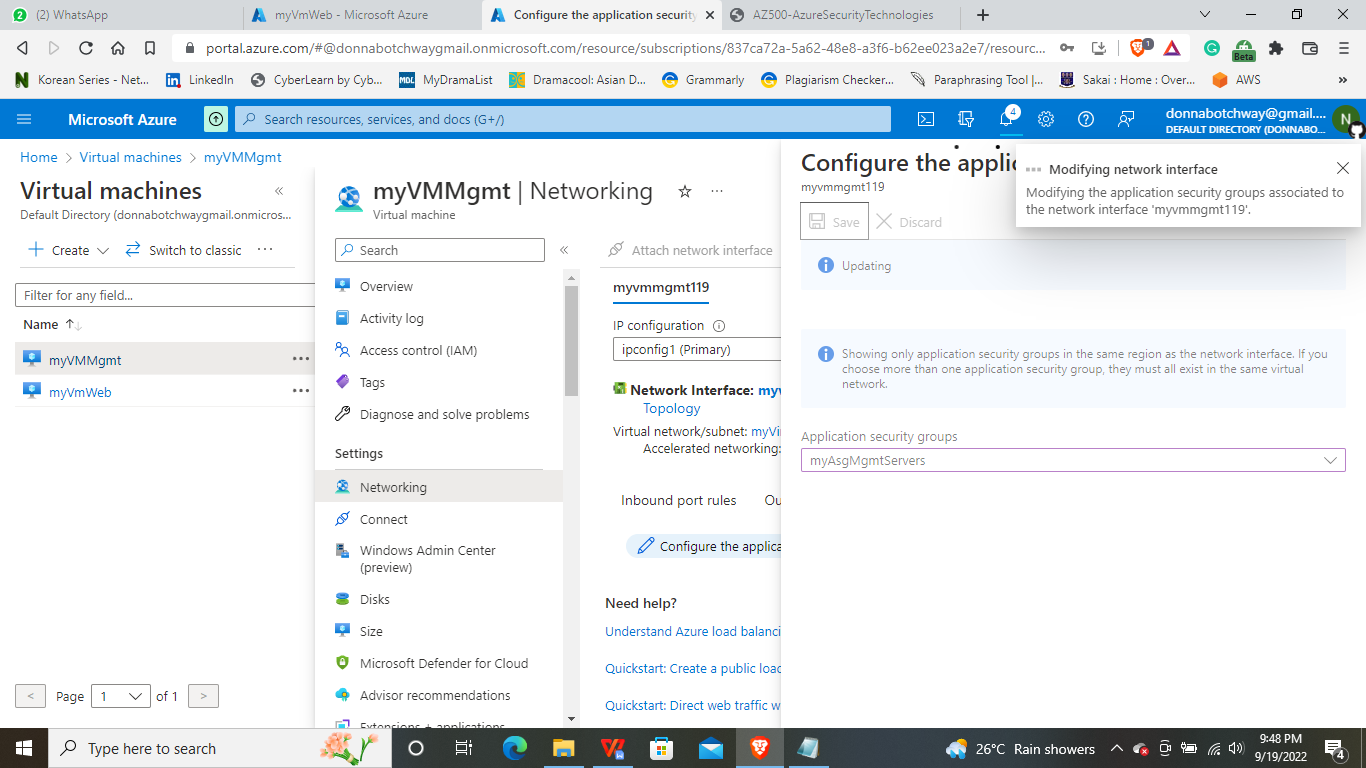 (2) WhatsApp
myVmWeb - Microsoft Azure
Configure the application security
AZ500-AzureSecurityTechnologies
portal.azure.com/#@donnabotchwaygmail.onmicrosoft.com/resource/subscriptions/837ca72a-5a62-48e8-a3f6-b62ee023a2e7/resourc...
1
Beta
Korean Series - Net...
LinkedIn
CyberLearn by Cyb...
MDL
MyDramaList
Dramacool: Asian D...
Grammarly
Plagiarism Checker...
Paraphrasing Tool |...
Sakai : Home : Over...
AWS
Microsoft Azure
Search resources, services, and docs (G+/)
4
donnabotchway@gmail....
DEFAULT DIRECTORY (DONNABO...
N
Home > Virtual machines > myVMMgmt
Virtual machines
Default Directory (donnabotchwaygmail.onmicros...
Create
Switch to classic
Filter for any field...
Name
myVMMgmt
myVmWeb
< Page 1 of 1 >
myVMMgmt | Networking
Virtual machine
Search
Overview
Activity log
Access control (IAM)
Tags
Diagnose and solve problems
Settings
Networking
Connect
Windows Admin Center
(preview)
Disks
Size
Microsoft Defender for Cloud
Advisor recommendations
Extensions + applications
Attach network interface
myvmmgmt119
IP configuration
ipconfig1 (Primary)
Network Interface: myv
Topology
Virtual network/subnet: myVi
Accelerated networking:
Inbound port rules
Ou
Configure the applica
Need help?
Understand Azure load balanci
Quickstart: Create a public load
Quickstart: Direct web traffic w
Configure the applic
myvmmgmt119
Save
Discard
Updating
Showing only application security groups in the same region as the network interface. If you
choose more than one application security group, they must all exist in the same virtual
network.
Application security groups
myAsgMgmtServers
Modifying network interface
Modifying the application security groups associated to
the network interface 'myvmmgmt119'.
Type here to search
26°C Rain showers
9:48 PM
9/19/2022
4